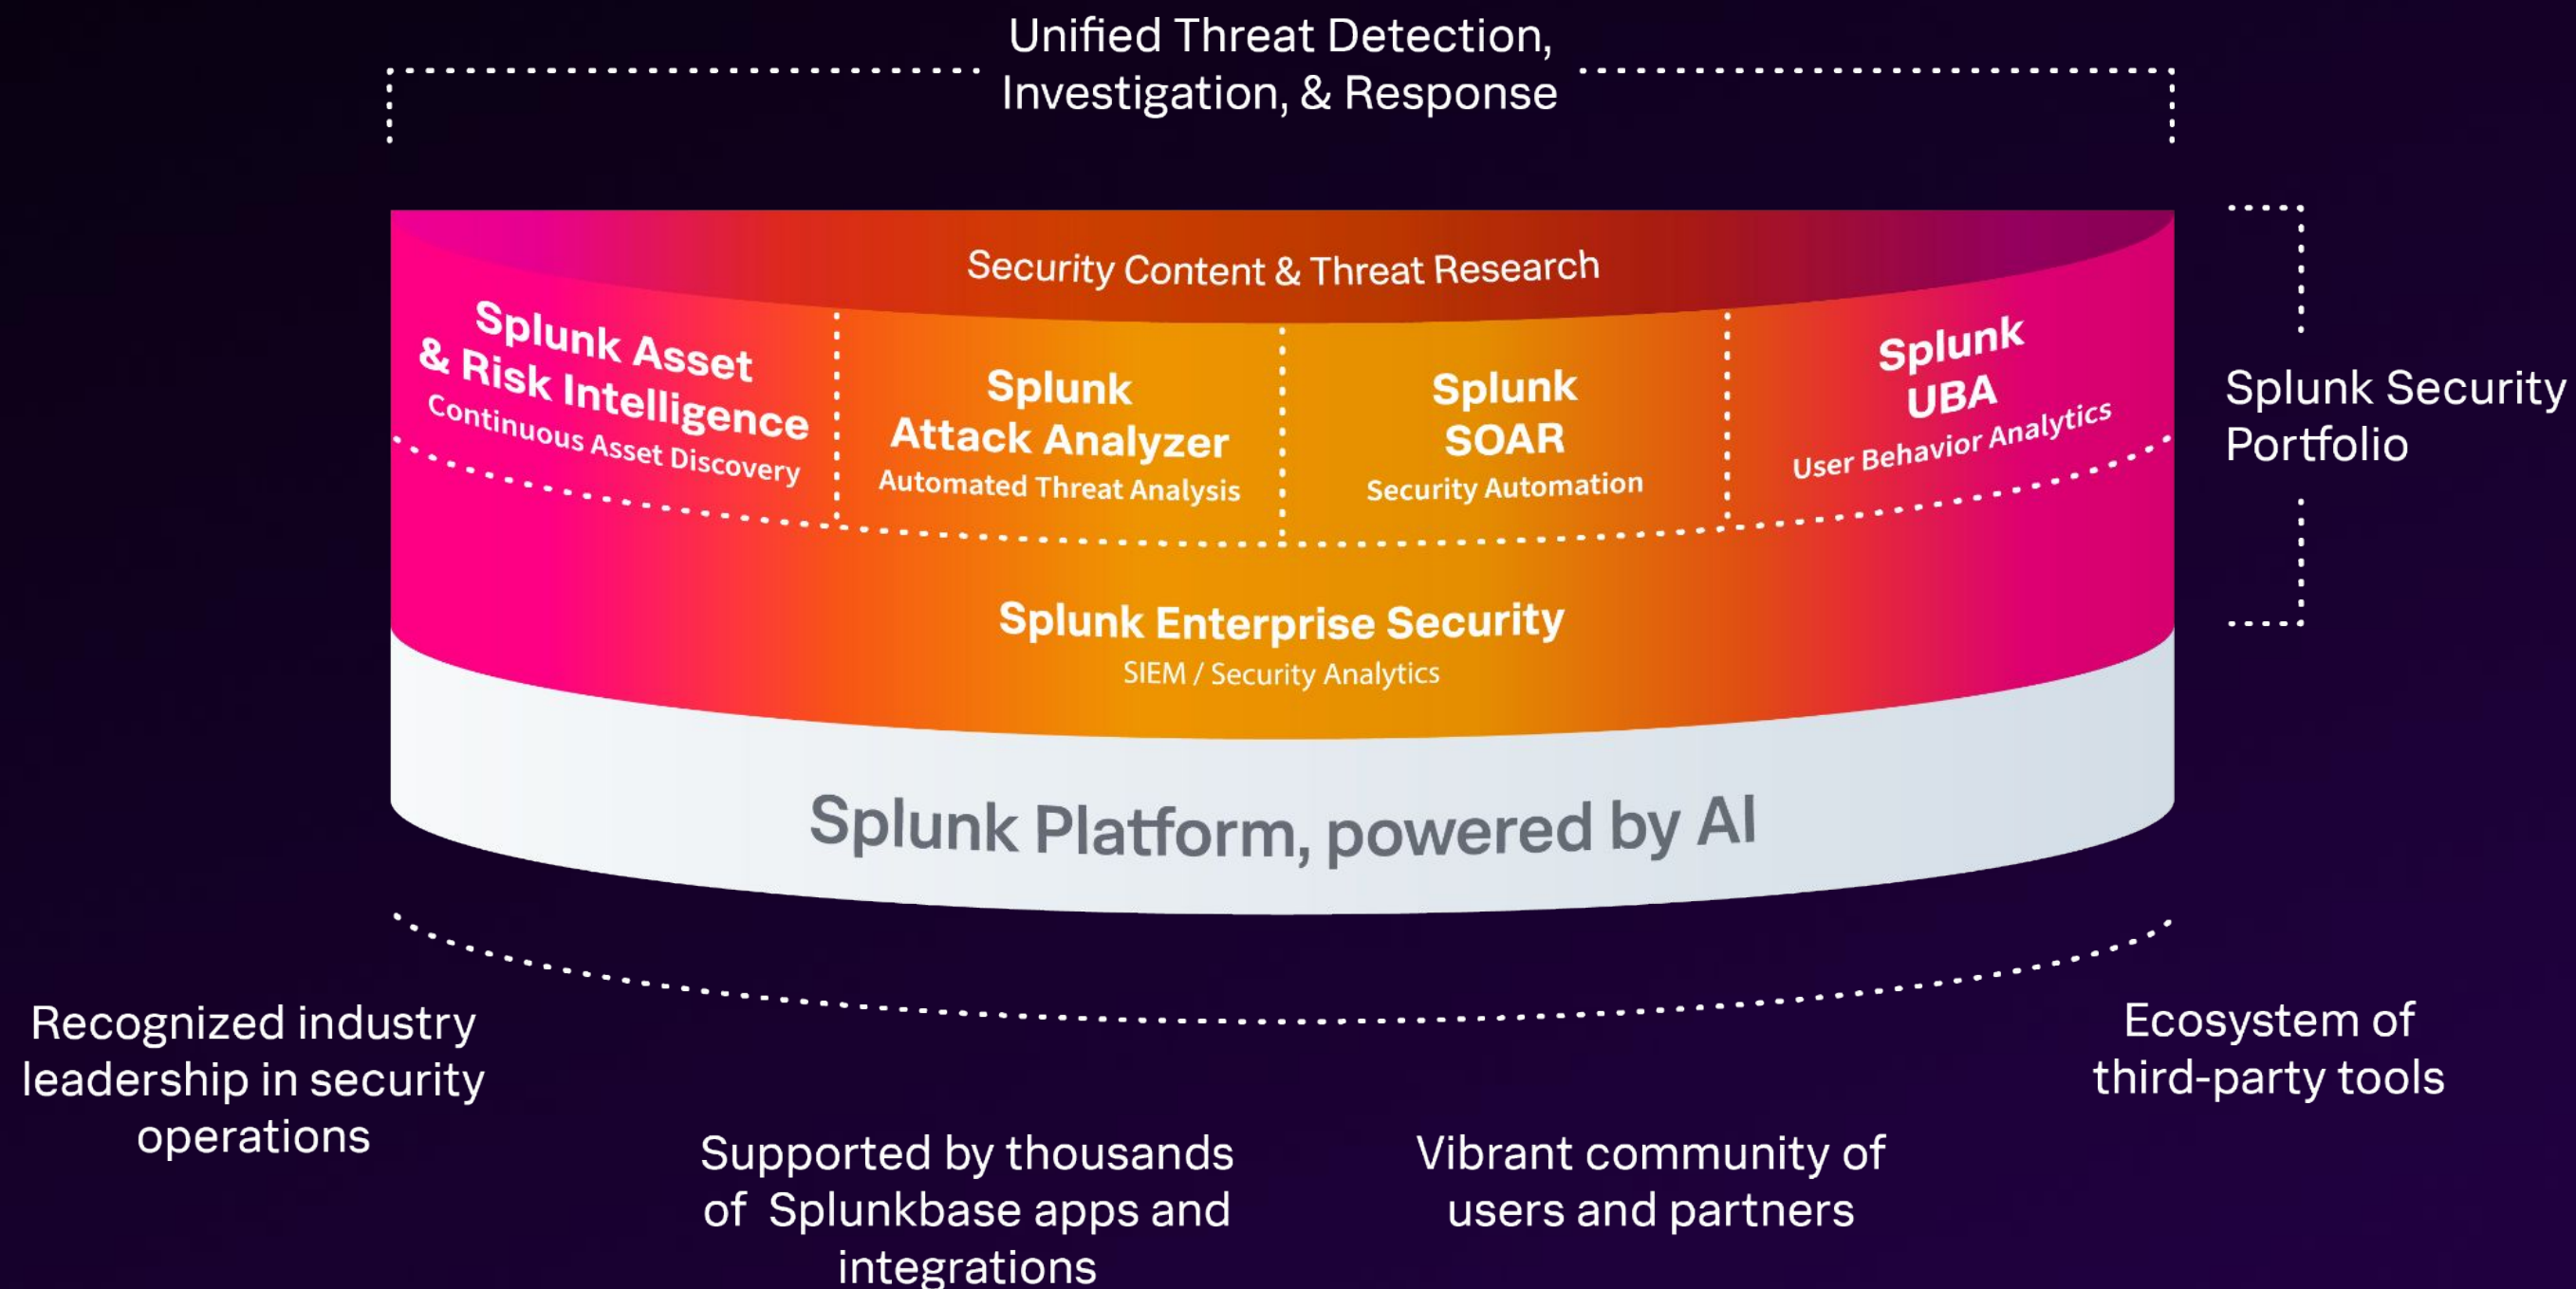 Unified Threat Detection,
Investigation, & Response
Security Content & Threat Research
Splunk Asset
& Risk Intelligence
Continuous Asset Discovery
Splunk
Attack Analyzer
Automated Threat Analysis
Splunk
SOAR
Security Automation
Splunk
UBA
User Behavior Analytics
Splunk Security
Portfolio
Splunk Enterprise Security
SIEM / Security Analytics
Splunk Platform, powered by AI
Recognized industry
leadership in security
operations
Supported by thousands
of Splunkbase apps and
integrations
Vibrant community of
users and partners
Ecosystem of
third-party tools